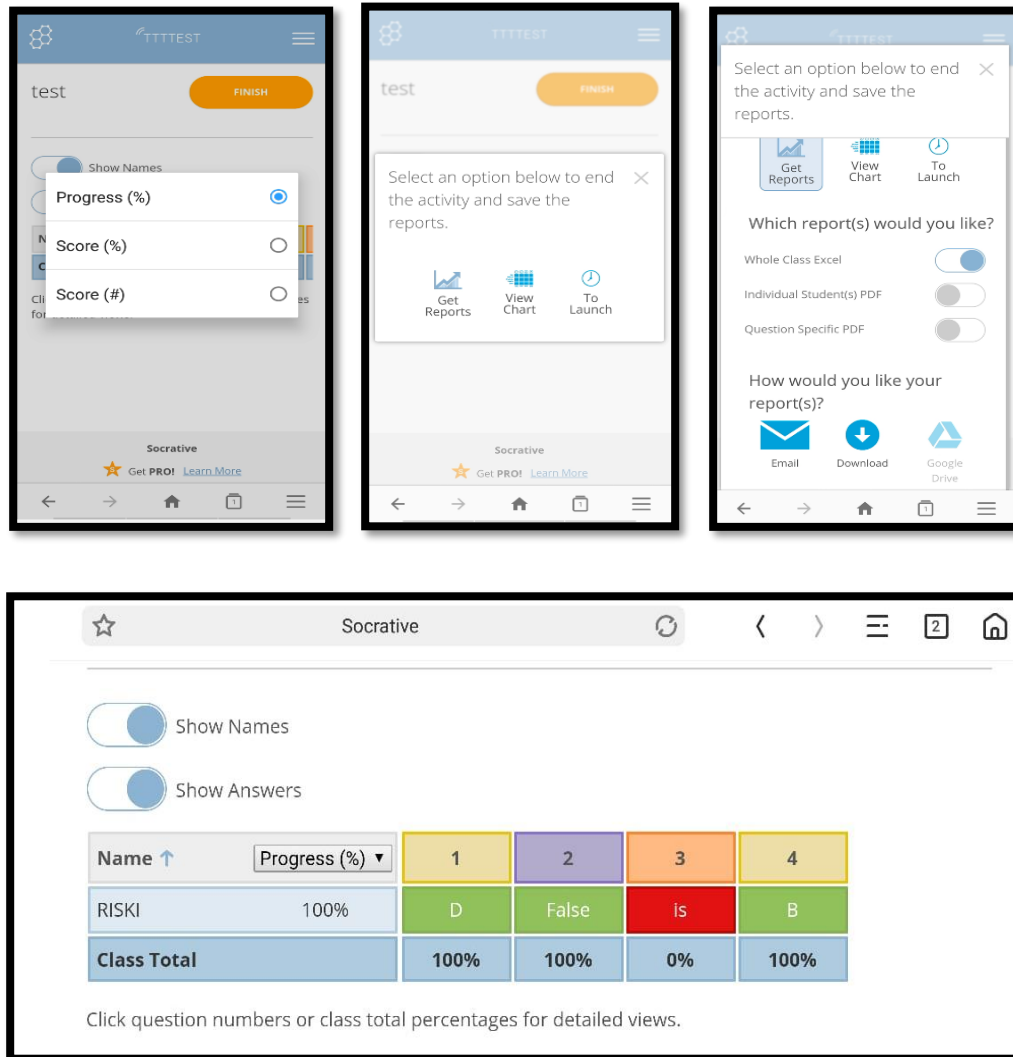 TTTTEST
test
FINISH
Show Names
Progress (%)
Score (%)
Score (#)
Socrative
Get PRO! Learn More
1
TTTTEST
test
FINISH
Select an option below to end
the activity and save the
reports.
Get
Reports
View
Chart
To
Launch
Socrative
Get PRO! Learn More
1
TTTTEST
Select an option below to end
the activity and save the
reports.
Get
Reports
View
Chart
To
Launch
Which report(s) would you like?
Whole Class Excel
Individual Student(s) PDF
Question Specific PDF
How would you like your
report(s)?
Email
Download
Google
Drive
1
Socrative
2
Show Names
Show Answers
Name Progress (%) 1 2 3 4
RISKI 100% D False is B
Class Total 100% 100% 0% 100%
Click question numbers or class total percentages for detailed views.